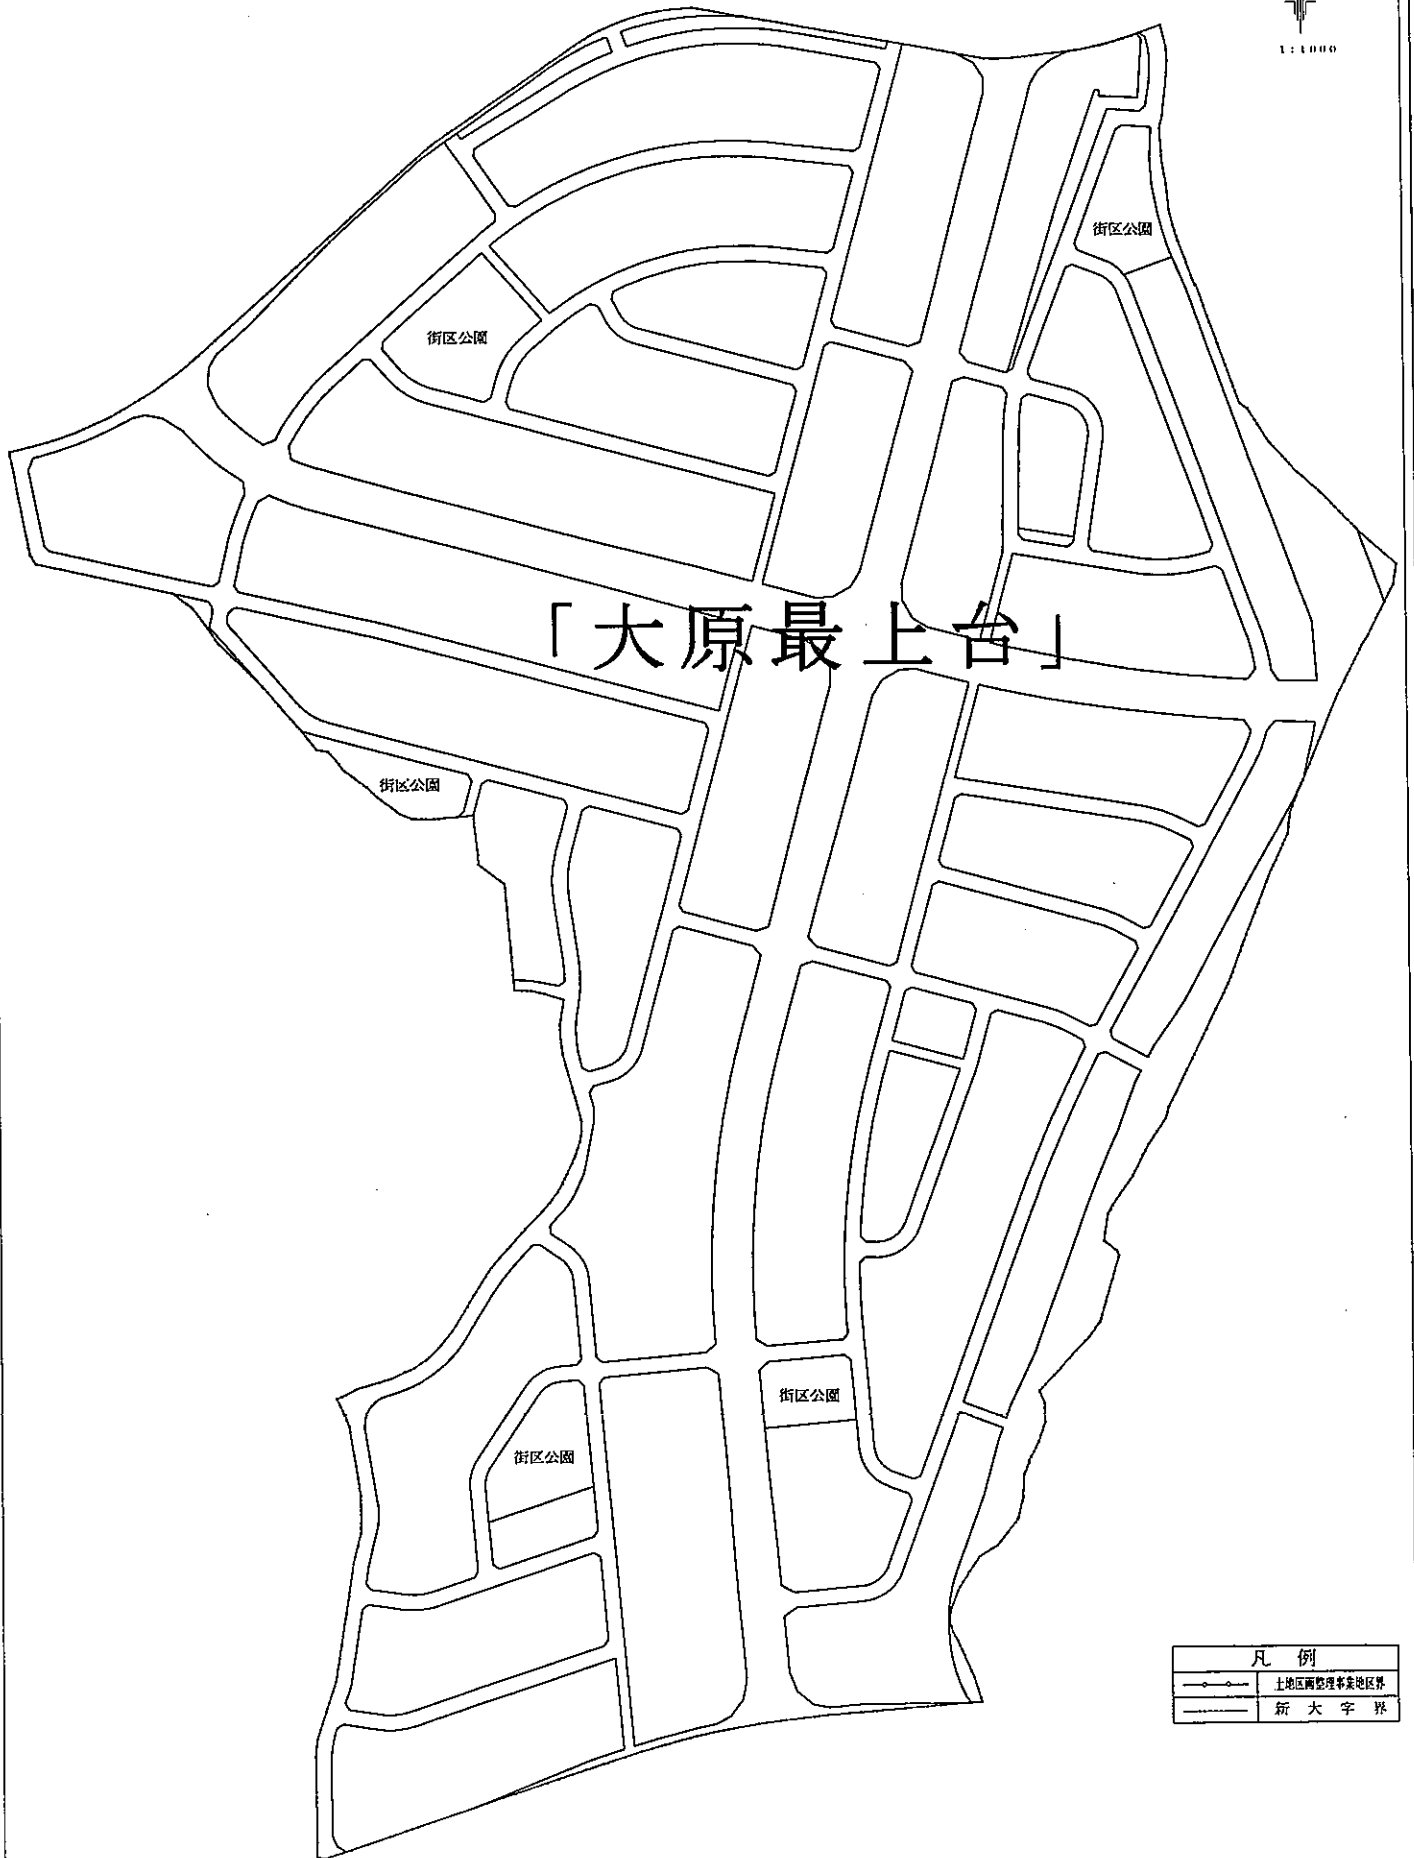 1:1000
街区公園
街区公園
「大原最上台」
街区公園
街区公園
街区公園
凡 例
土地区画整理事業地区界
新 大 字 界